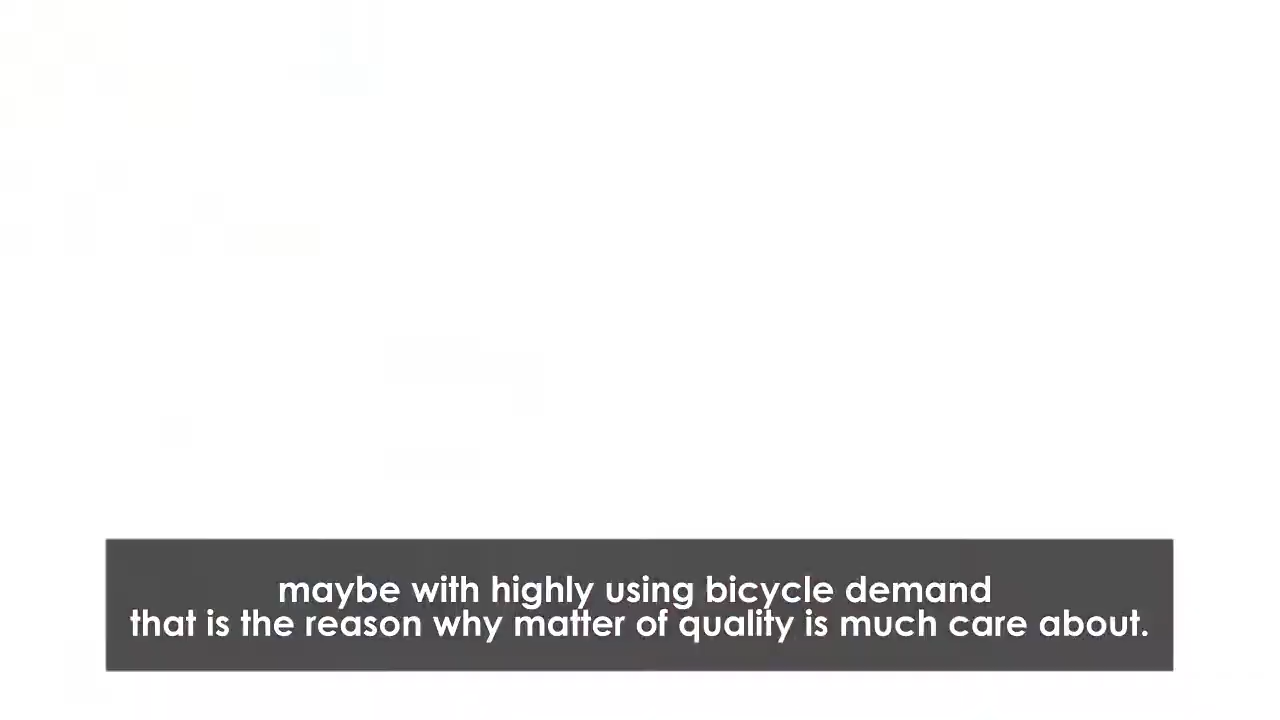 maybe with highly using bicycle demand
that is the reason why matter of quality is much care about.